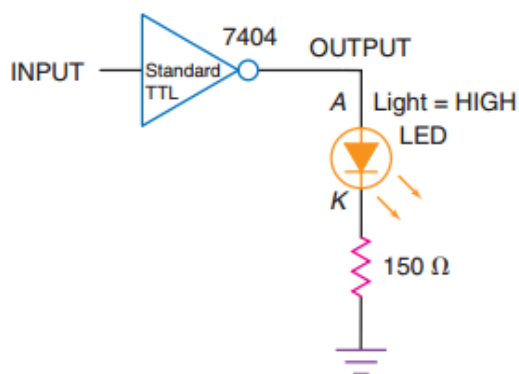 7404
OUTPUT
INPUT
Standard
TTL
A
Light = HIGH
LED
K
150 Ω